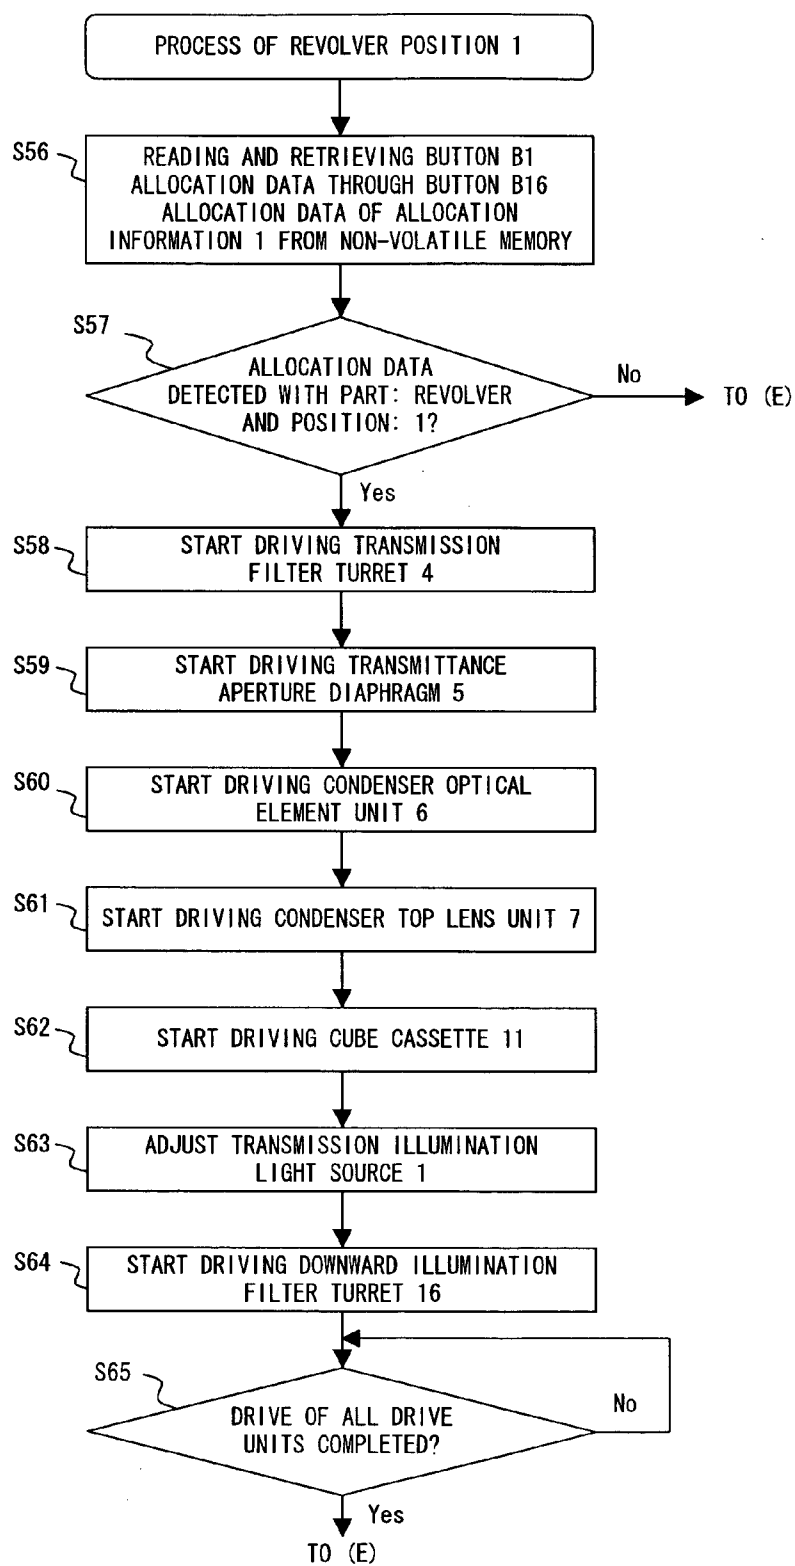 PROCESS OF REVOLVER POSITION 1
S56
READING AND RETRIEVING BUTTON B1
ALLOCATION DATA THROUGH BUTTON B16
ALLOCATION DATA OF ALLOCATION
INFORMATION 1 FROM NON-VOLATILE MEMORY
S57
ALLOCATION DATA
DETECTED WITH PART: REVOLVER
AND POSITION: 1?
No
TO (E)
Yes
S58
START DRIVING TRANSMISSION
FILTER TURRET 4
S59
START DRIVING TRANSMITTANCE
APERTURE DIAPHRAGM 5
S60
START DRIVING CONDENSER OPTICAL
ELEMENT UNIT 6
S61
START DRIVING CONDENSER TOP LENS UNIT 7
S62
START DRIVING CUBE CASSETTE 11
S63
ADJUST TRANSMISSION ILLUMINATION
LIGHT SOURCE 1
S64
START DRIVING DOWNWARD ILLUMINATION
FILTER TURRET 16
S65
DRIVE OF ALL DRIVE
UNITS COMPLETED?
No
Yes
TO (E)